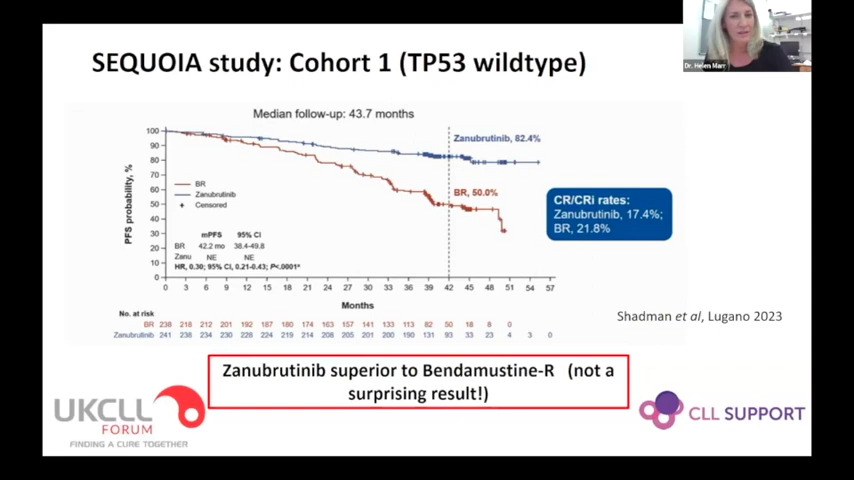 Dr. Helen Marr
SEQUOIA study: Cohort 1 (TP53 wildtype)
Median follow-up: 43.7 months
PFS probability, %
100
90
80
70
60
50
40
30
20
10
0
Zanubrutinib, 82.4%
BR, 50.0%
BR
Zanubrutinib
Censored
mPFS 95% CI
BR 42.2 mo 38.4-49.8
Zanu NE NE
HR, 0.30; 95% CI, 0.21-0.43; P<.0001*
0 3 6 9 12 15 18 21 24 27 30 33 36 39 42 45 48 51 54 57
Months
CR/CRi rates:
Zanubrutinib, 17.4%;
BR, 21.8%
No. at risk
BR 238 218 212 201 192 187 180 174 163 157 141 133 113 82 50 18 8 0
Zanubrutinib 241 238 234 230 228 224 219 214 208 205 201 200 190 131 93 33 23 4 3 0
Shadman et al, Lugano 2023
Zanubrutinib superior to Bendamustine-R (not a
surprising result!)
UKCLL
FORUM
FINDING A CURE TOGETHER
CLL SUPPORT